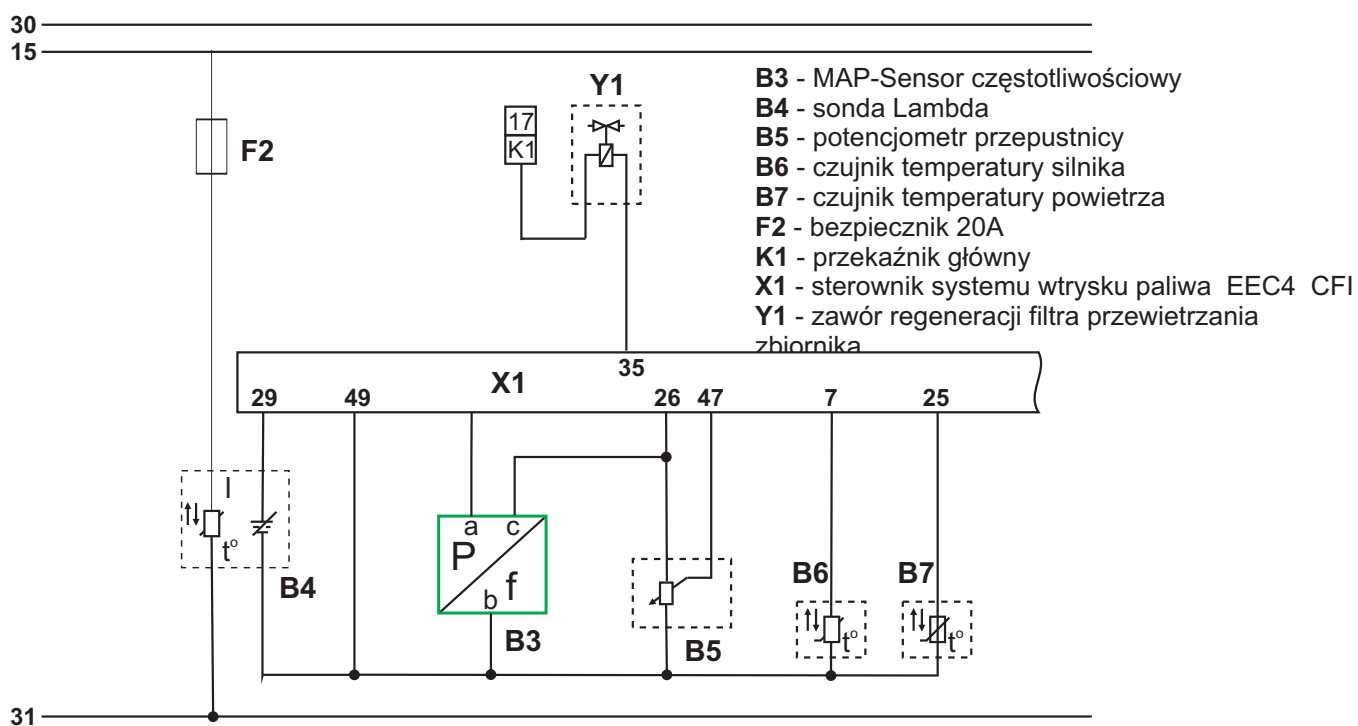 30
15
B3 - MAP-Sensor częstotliwościowy
B4 - sonda Lambda
B5 - potencjometr przepustnicy
B6 - czujnik temperatury silnika
B7 - czujnik temperatury powietrza
F2 - bezpiecznik 20A
K1 - przekaźnik główny
X1 - sterownik systemu wtrysku paliwa EEC4 CFI
Y1 - zawór regeneracji filtra przewietrzania
zbiornika
Y1
17
K1
F2
35
X1
29 49 26 47 7 25
I
t°
B4
a c
P
f
b
B3
B5
B6
t°
B7
t°
31